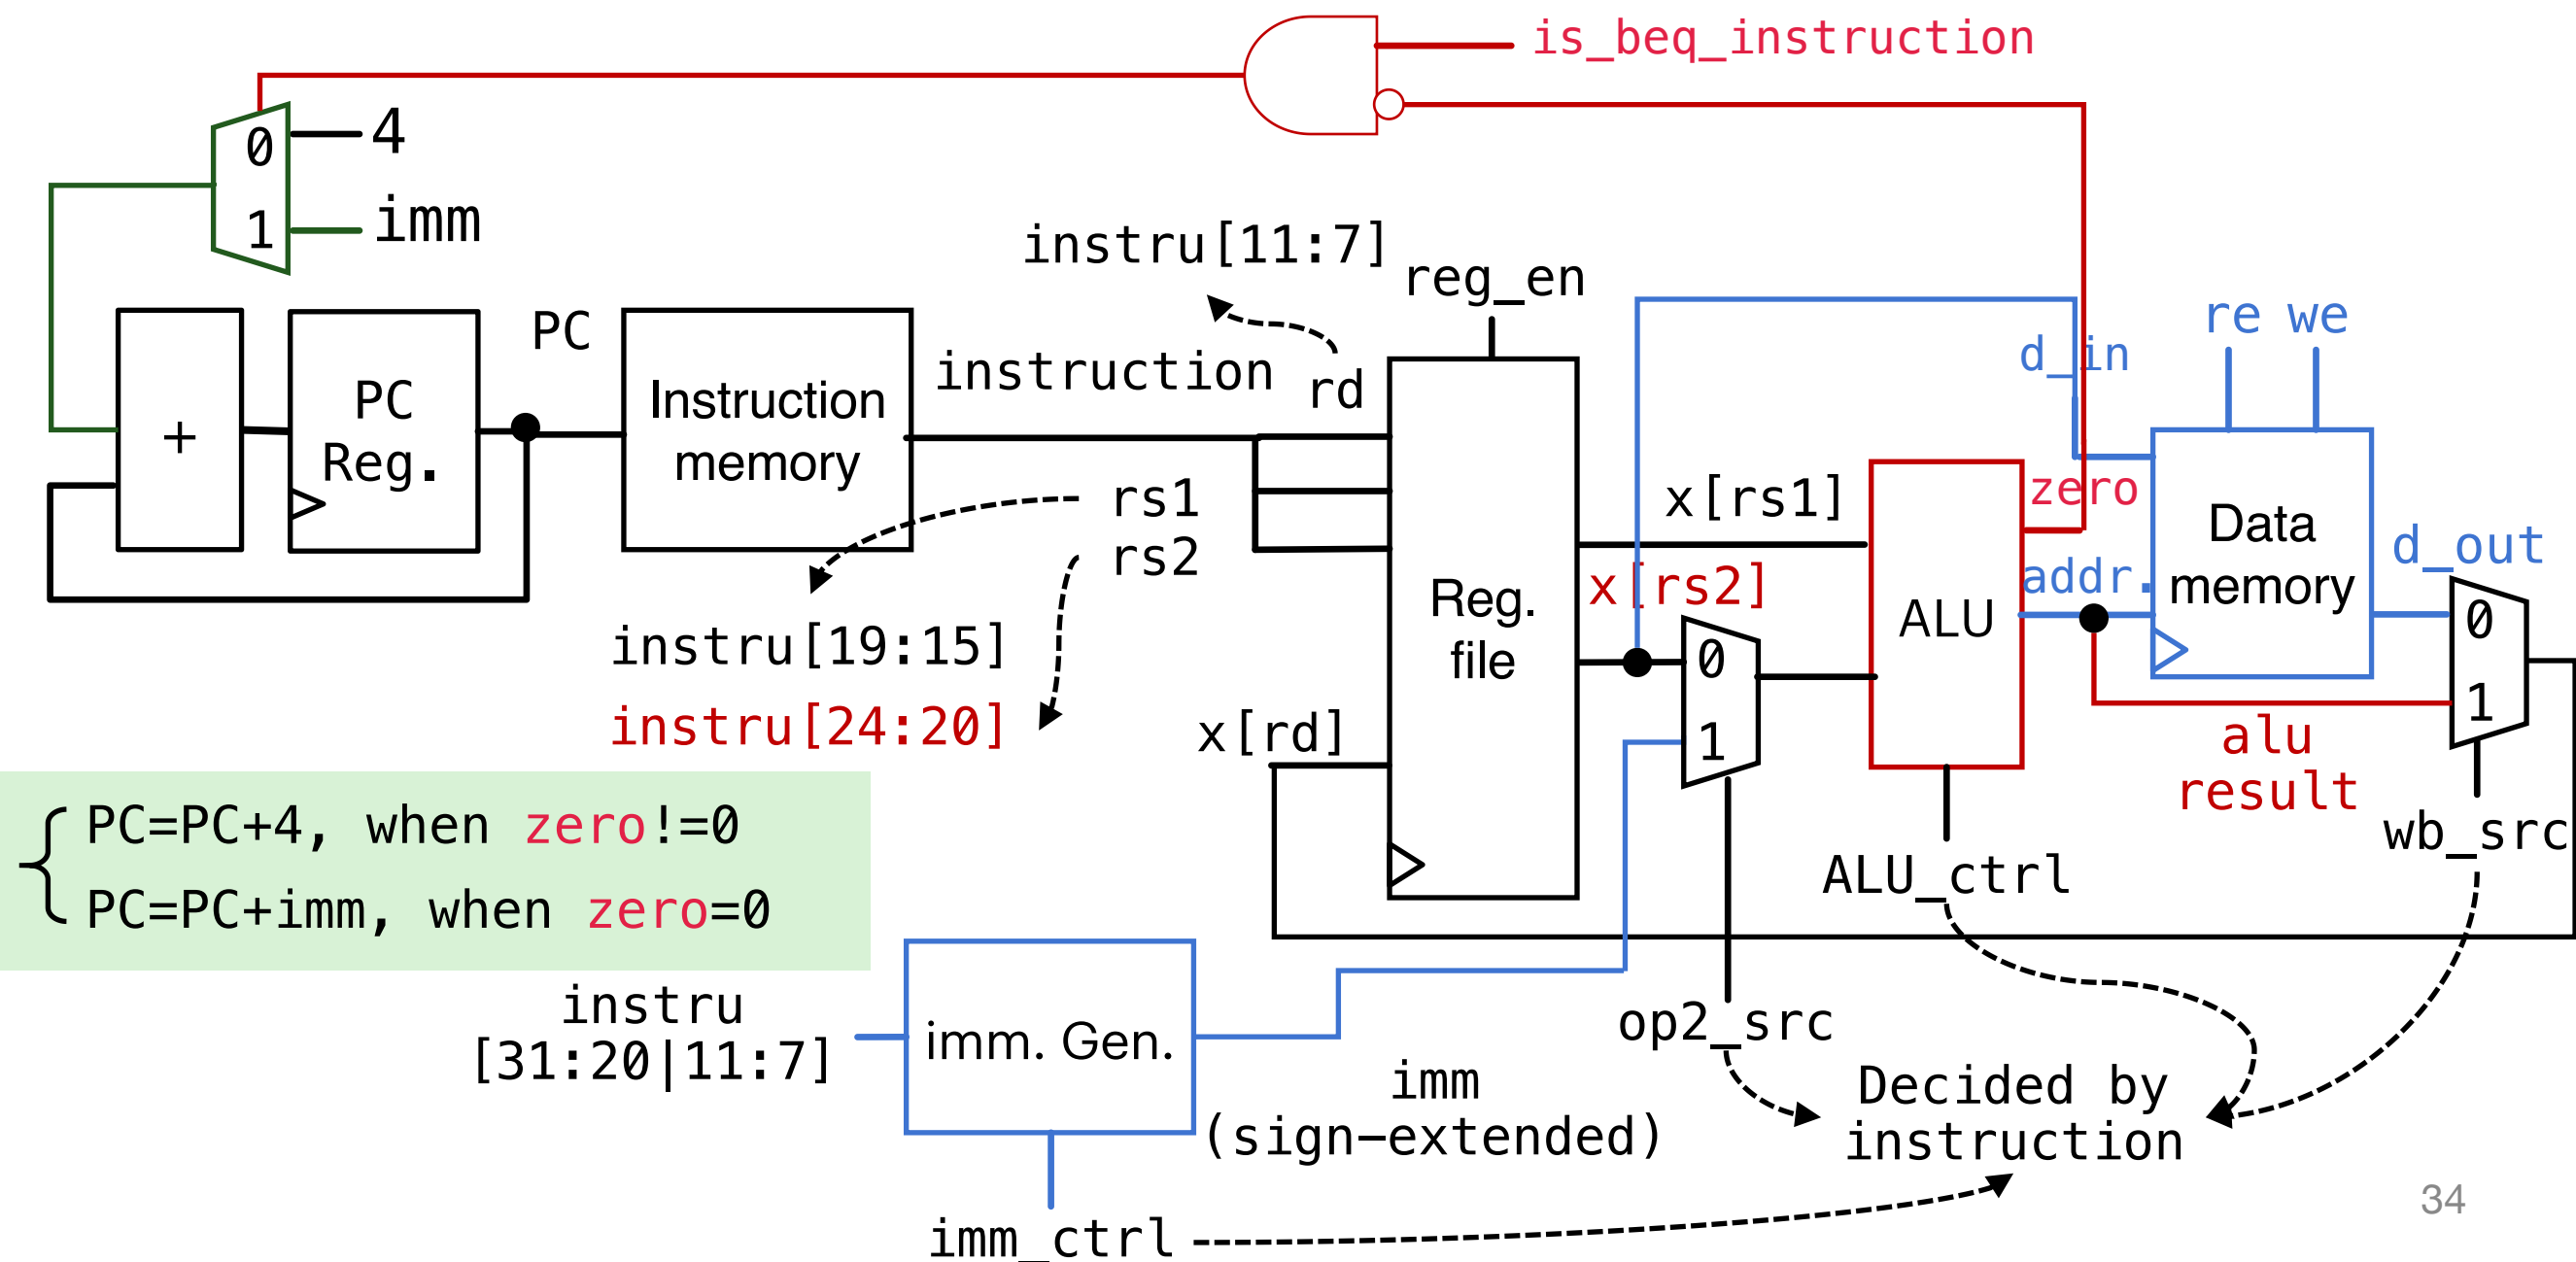 is_beq_instruction
0
4
1
imm
instru[11:7]
reg_en
re we
PC
d_in
instruction
rd
+
PC
Reg.
Instruction
memory
rs1
rs2
x[rs1]
zero
Data
memory
d_out
x[rs2]
addr.
Reg.
file
ALU
0
1
0
1
instru[19:15]
instru[24:20]
x[rd]
alu
result
wb_src
PC=PC+4, when zero!=0
PC=PC+imm, when zero=0
ALU_ctrl
instru
[31:20|11:7]
imm. Gen.
op2_src
imm
(sign-extended)
Decided by
instruction
imm_ctrl
34